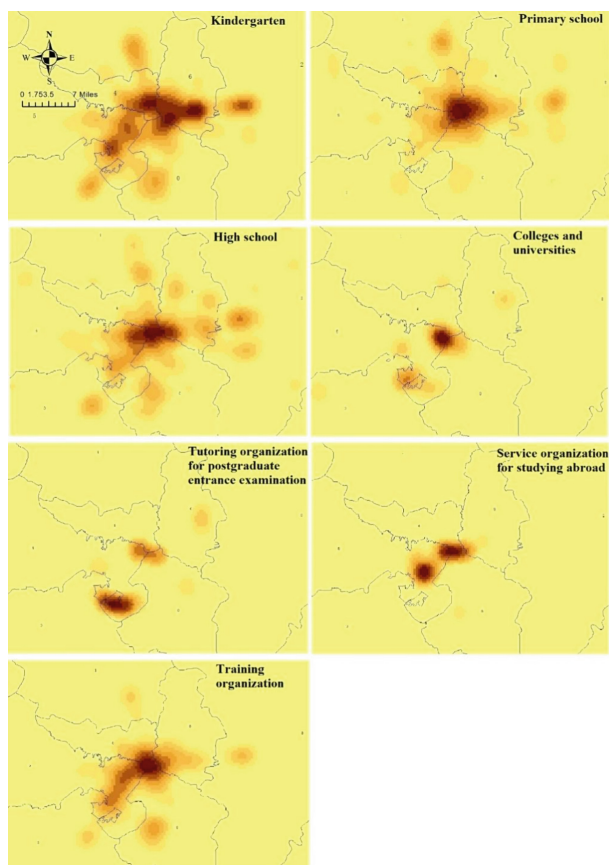 Kindergarten
N
W E
S
0 1.753.5 7 Miles
Primary school
High school
Colleges and
universities
Tutoring organization
for postgraduate
entrance examination
Service organization
for studying abroad
Training
organization